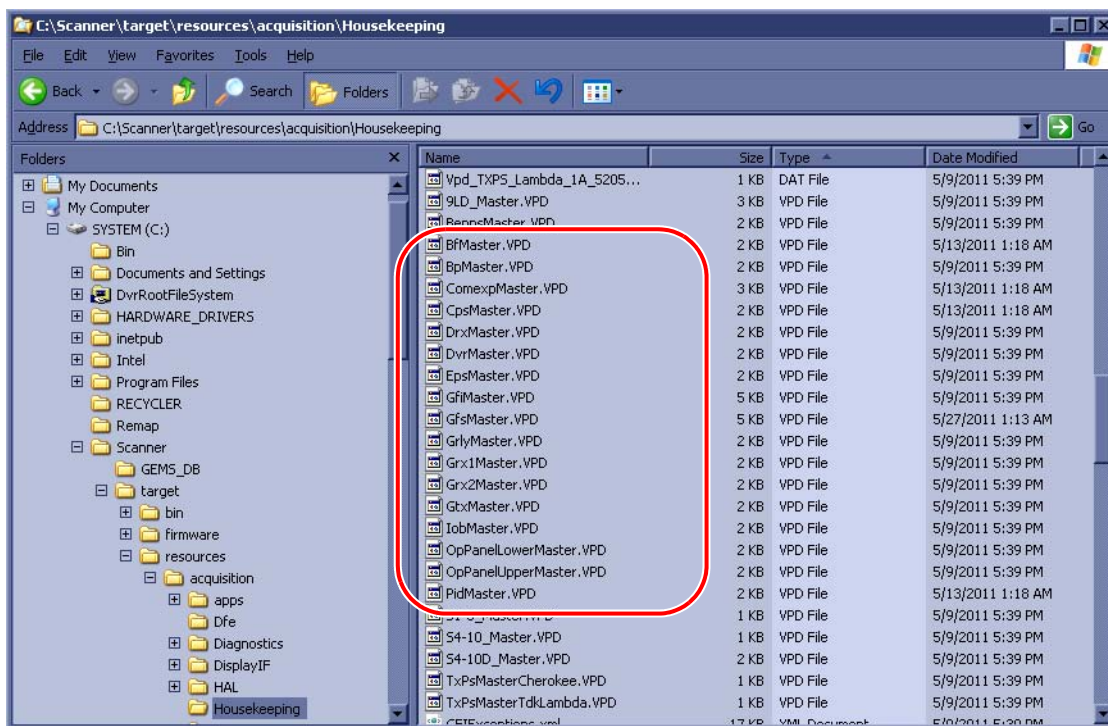 C:\Scanner\target\resources\acquisition\Housekeeping
File Edit View Favorites Tools Help
Back Search Folders
Address C:\Scanner\target\resources\acquisition\Housekeeping Go
Folders
My Documents
My Computer
SYSTEM (C:)
Bin
Documents and Settings
DvrRootFileSystem
HARDWARE_DRIVERS
inetpub
Intel
Program Files
RECYCLER
Remap
Scanner
GEMS_DB
target
bin
firmware
resources
acquisition
apps
Dfe
Diagnostics
DisplayIF
HAL
Housekeeping
Name Size Type Date Modified
Vpd_TXPS_Lambda_1A_5205... 1 KB DAT File 5/9/2011 5:39 PM
9LD_Master.VPD 3 KB VPD File 5/9/2011 5:39 PM
BeppsMaster.VPD 2 KB VPD File 5/9/2011 5:39 PM
BfMaster.VPD 2 KB VPD File 5/13/2011 1:18 AM
BpMaster.VPD 2 KB VPD File 5/9/2011 5:39 PM
ComexpMaster.VPD 3 KB VPD File 5/13/2011 1:18 AM
CpsMaster.VPD 2 KB VPD File 5/13/2011 1:18 AM
DrxMaster.VPD 2 KB VPD File 5/9/2011 5:39 PM
DvrMaster.VPD 2 KB VPD File 5/9/2011 5:39 PM
EpsMaster.VPD 2 KB VPD File 5/9/2011 5:39 PM
GfiMaster.VPD 5 KB VPD File 5/9/2011 5:39 PM
GfsMaster.VPD 5 KB VPD File 5/27/2011 1:13 AM
GrlyMaster.VPD 2 KB VPD File 5/9/2011 5:39 PM
Grx1Master.VPD 2 KB VPD File 5/9/2011 5:39 PM
Grx2Master.VPD 2 KB VPD File 5/9/2011 5:39 PM
GtxMaster.VPD 2 KB VPD File 5/9/2011 5:39 PM
IobMaster.VPD 2 KB VPD File 5/9/2011 5:39 PM
OpPanelLowerMaster.VPD 2 KB VPD File 5/9/2011 5:39 PM
OpPanelUpperMaster.VPD 2 KB VPD File 5/9/2011 5:39 PM
PidMaster.VPD 2 KB VPD File 5/13/2011 1:18 AM
1 KB VPD File 5/9/2011 5:39 PM
S4-10_Master.VPD 1 KB VPD File 5/9/2011 5:39 PM
S4-10D_Master.VPD 2 KB VPD File 5/9/2011 5:39 PM
TxPsMasterCherokee.VPD 1 KB VPD File 5/9/2011 5:39 PM
TxPsMasterTdkLambda.VPD 1 KB VPD File 5/9/2011 5:39 PM
17 KB XML Document 5/9/2011 5:39 PM